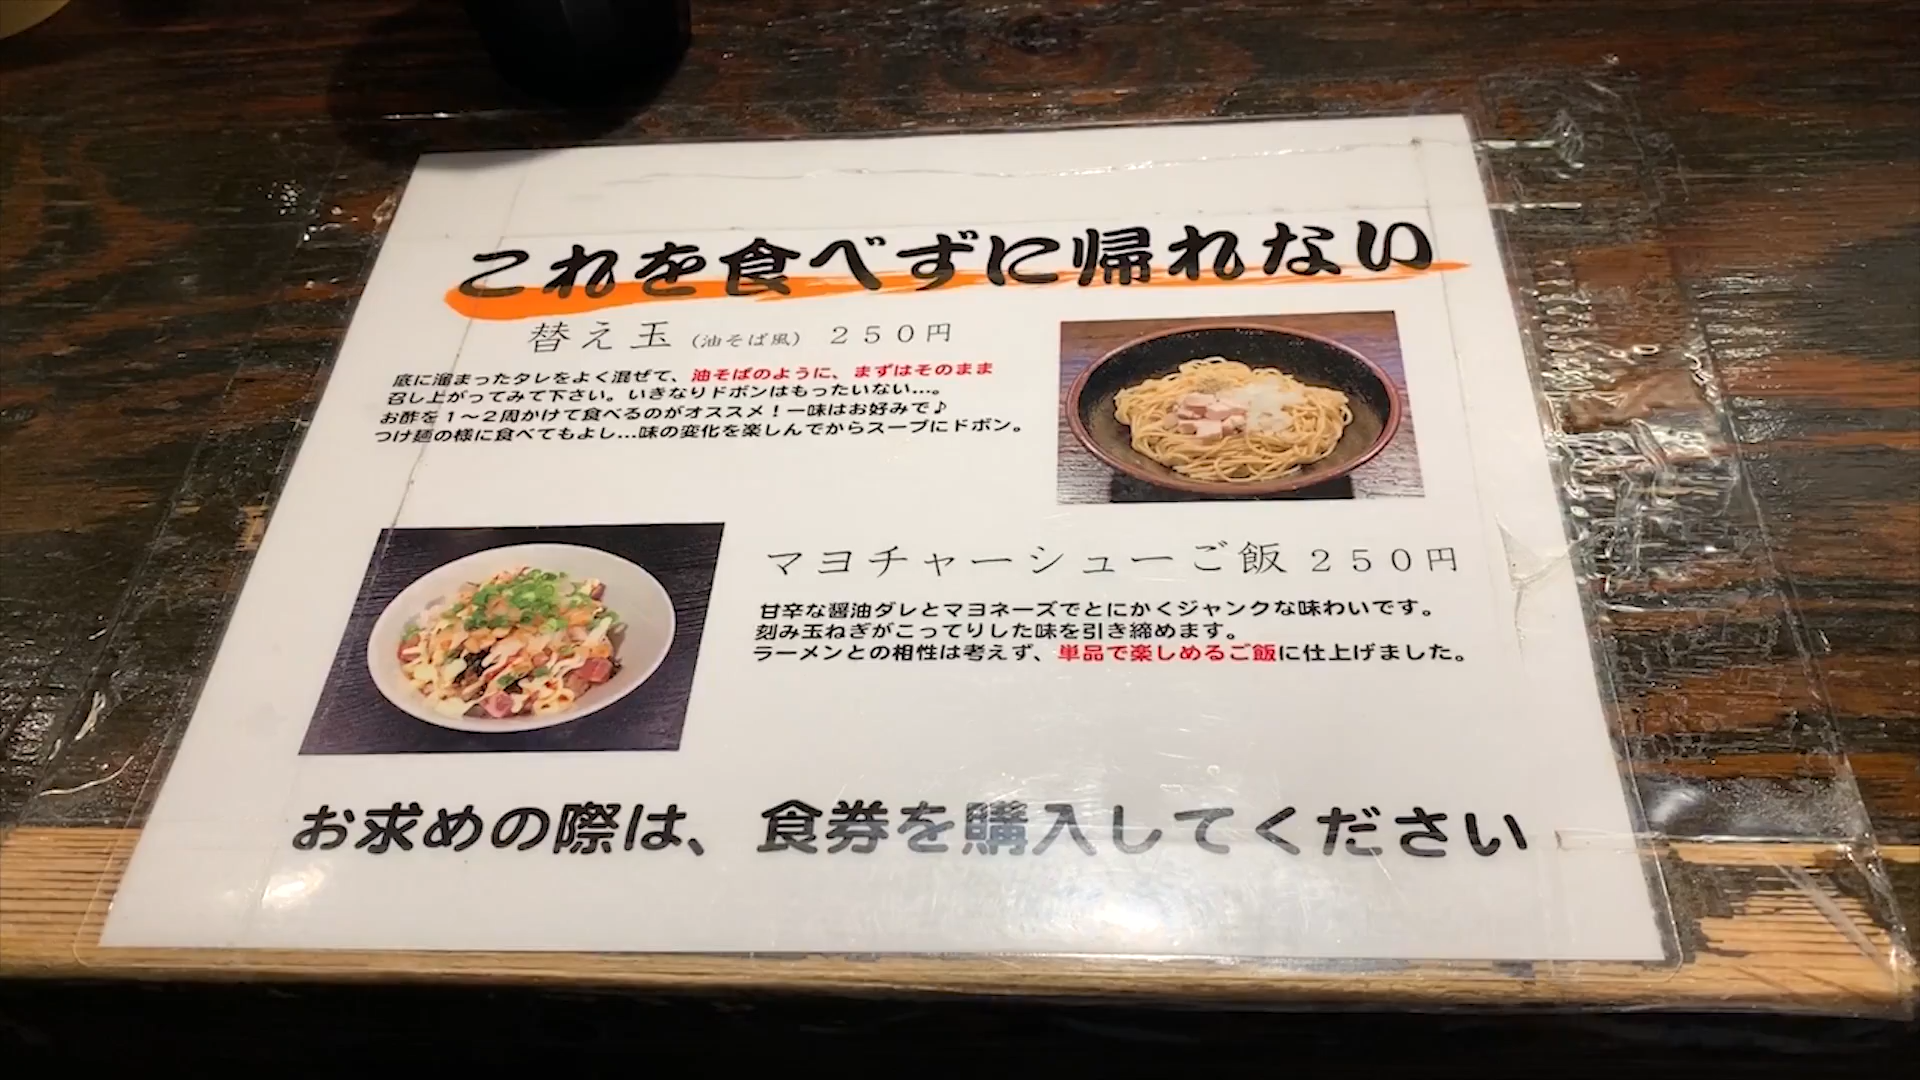 これを食べずに帰れない
替え玉（油そば風） ２５０円
底に溜まったタレをよく混ぜて、油そばのように、まずはそのまま
召し上がってみて下さい。いきなりドボンはもったいない…。
お酢を１～２周かけて食べるのがオススメ！一味はお好みで♪
つけ麺の様に食べてもよし…味の変化を楽しんでからスープにドボン。
マヨチャーシューご飯 ２５０円
甘辛な醤油ダレとマヨネーズでとにかくジャンクな味わいです。
刻み玉ねぎがこってりした味を引き締めます。
ラーメンとの相性は考えず、単品で楽しめるご飯に仕上げました。
お求めの際は、食券を購入してください